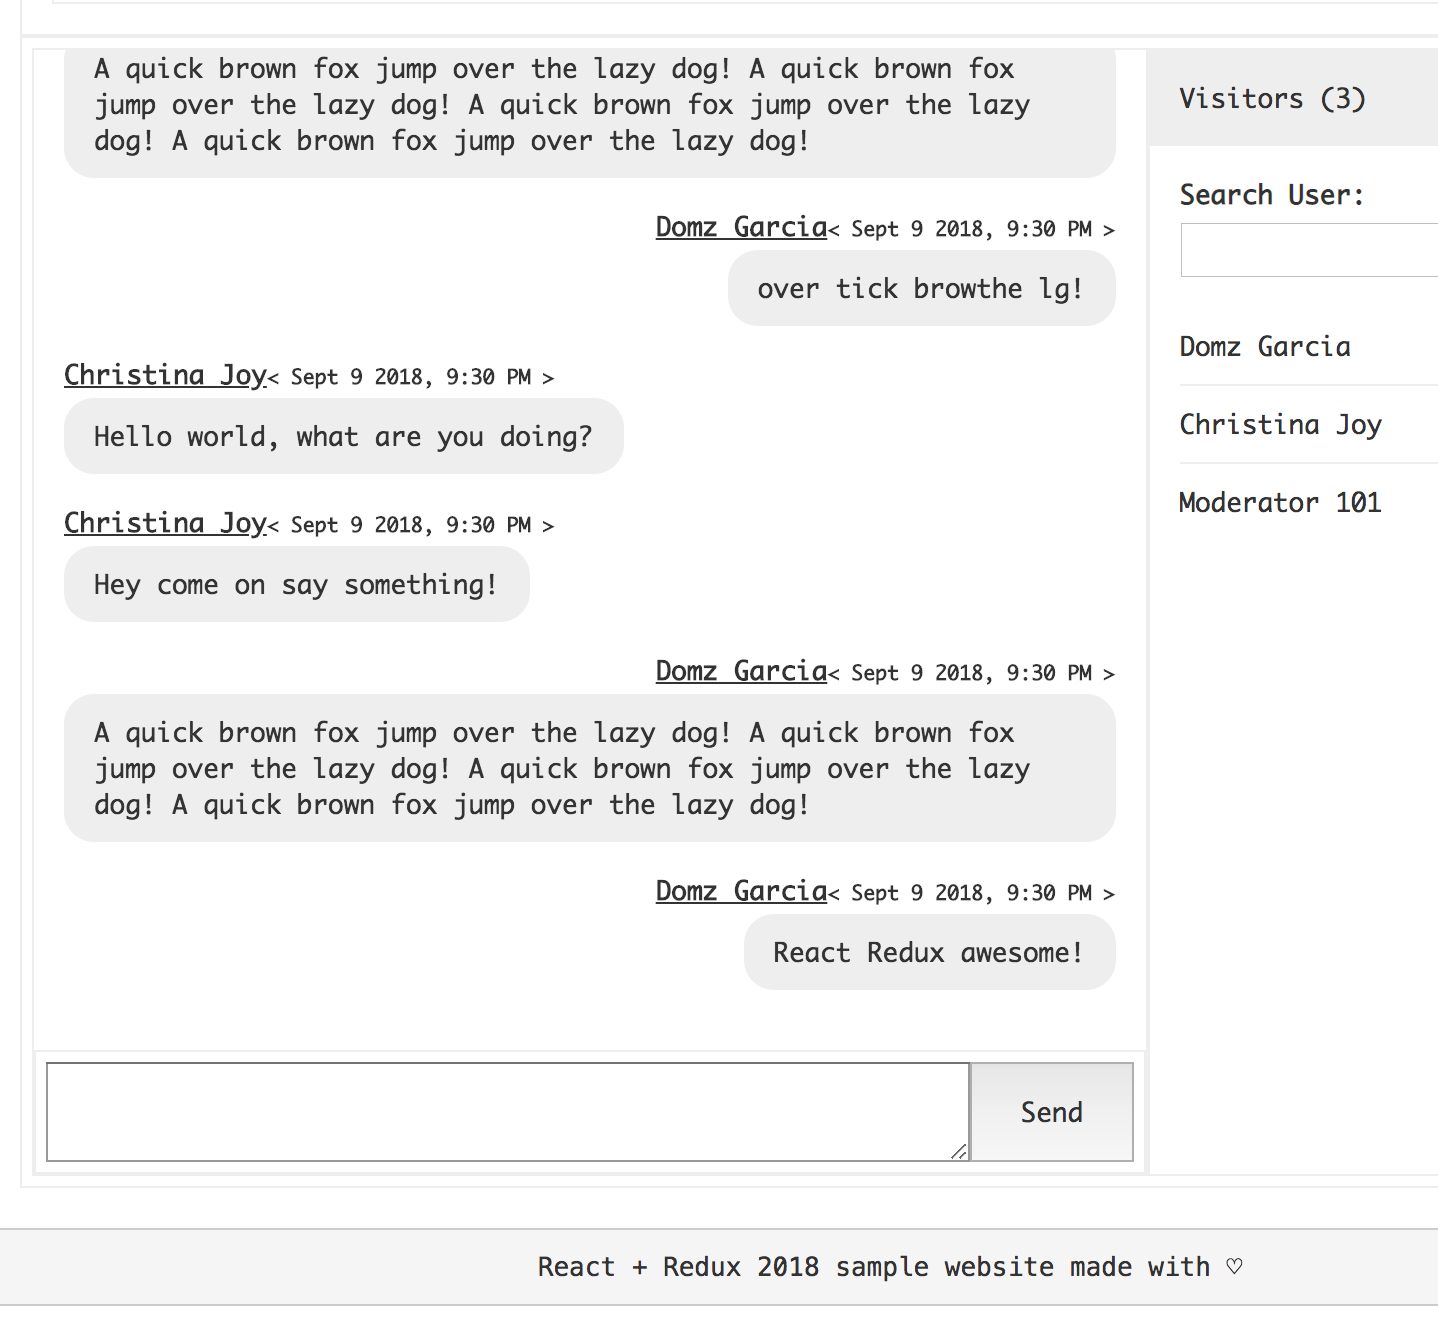 A quick brown fox jump over the lazy dog! A quick brown fox
jump over the lazy dog! A quick brown fox jump over the lazy
dog! A quick brown fox jump over the lazy dog!
Domz Garcia< Sept 9 2018, 9:30 PM >
over tick browthe lg!
Christina Joy< Sept 9 2018, 9:30 PM >
Hello world, what are you doing?
Christina Joy< Sept 9 2018, 9:30 PM >
Hey come on say something!
Domz Garcia< Sept 9 2018, 9:30 PM >
A quick brown fox jump over the lazy dog! A quick brown fox
jump over the lazy dog! A quick brown fox jump over the lazy
dog! A quick brown fox jump over the lazy dog!
Domz Garcia< Sept 9 2018, 9:30 PM >
React Redux awesome!
Send
Visitors (3)
Search User:
Domz Garcia
Christina Joy
Moderator 101
React + Redux 2018 sample website made with ♡